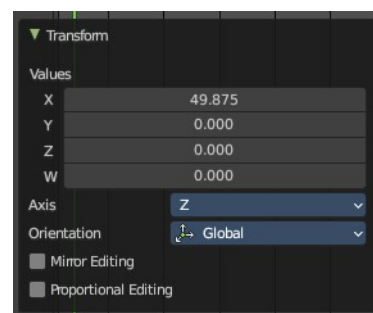 Transform
Values
X 49.875
Y 0.000
Z 0.000
W 0.000
Axis Z
Orientation Global
Mirror Editing
Proportional Editing